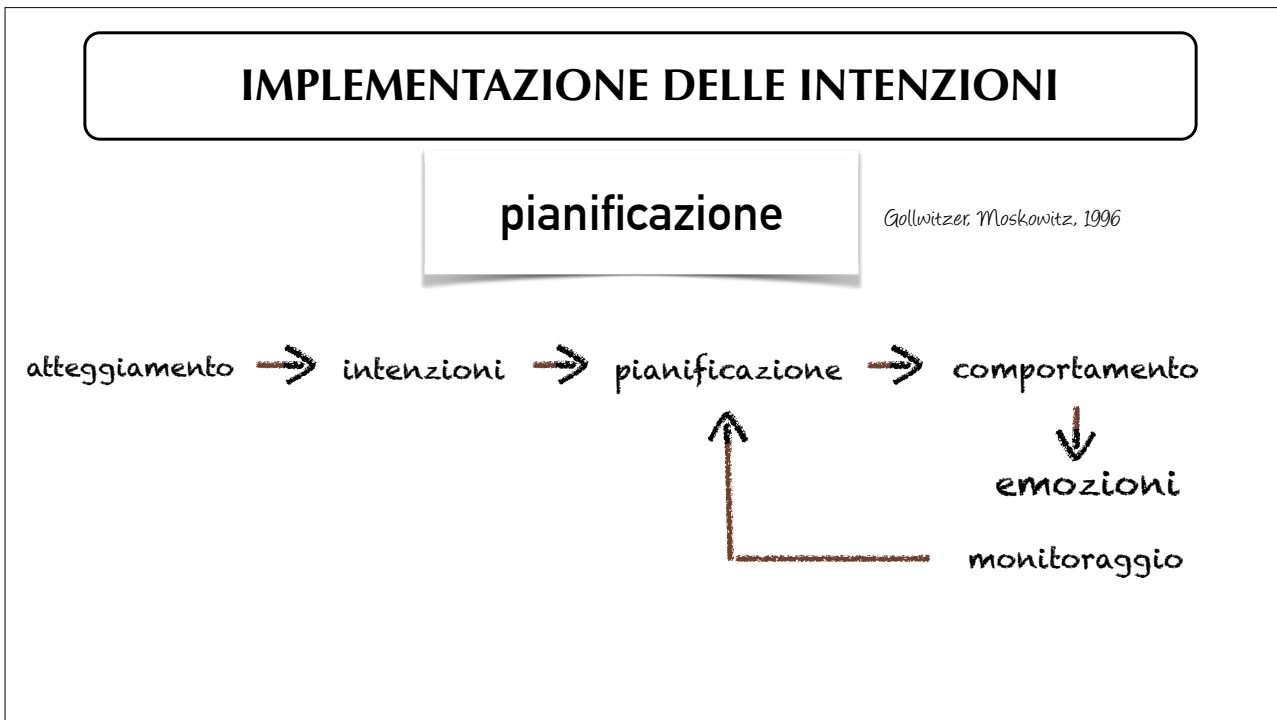 IMPLEMENTAZIONE DELLE INTENZIONI
pianificazione
Gollwitzer, Moskowitz, 1996
atteggiamento intenzioni pianificazione comportamento
emozioni
monitoraggio